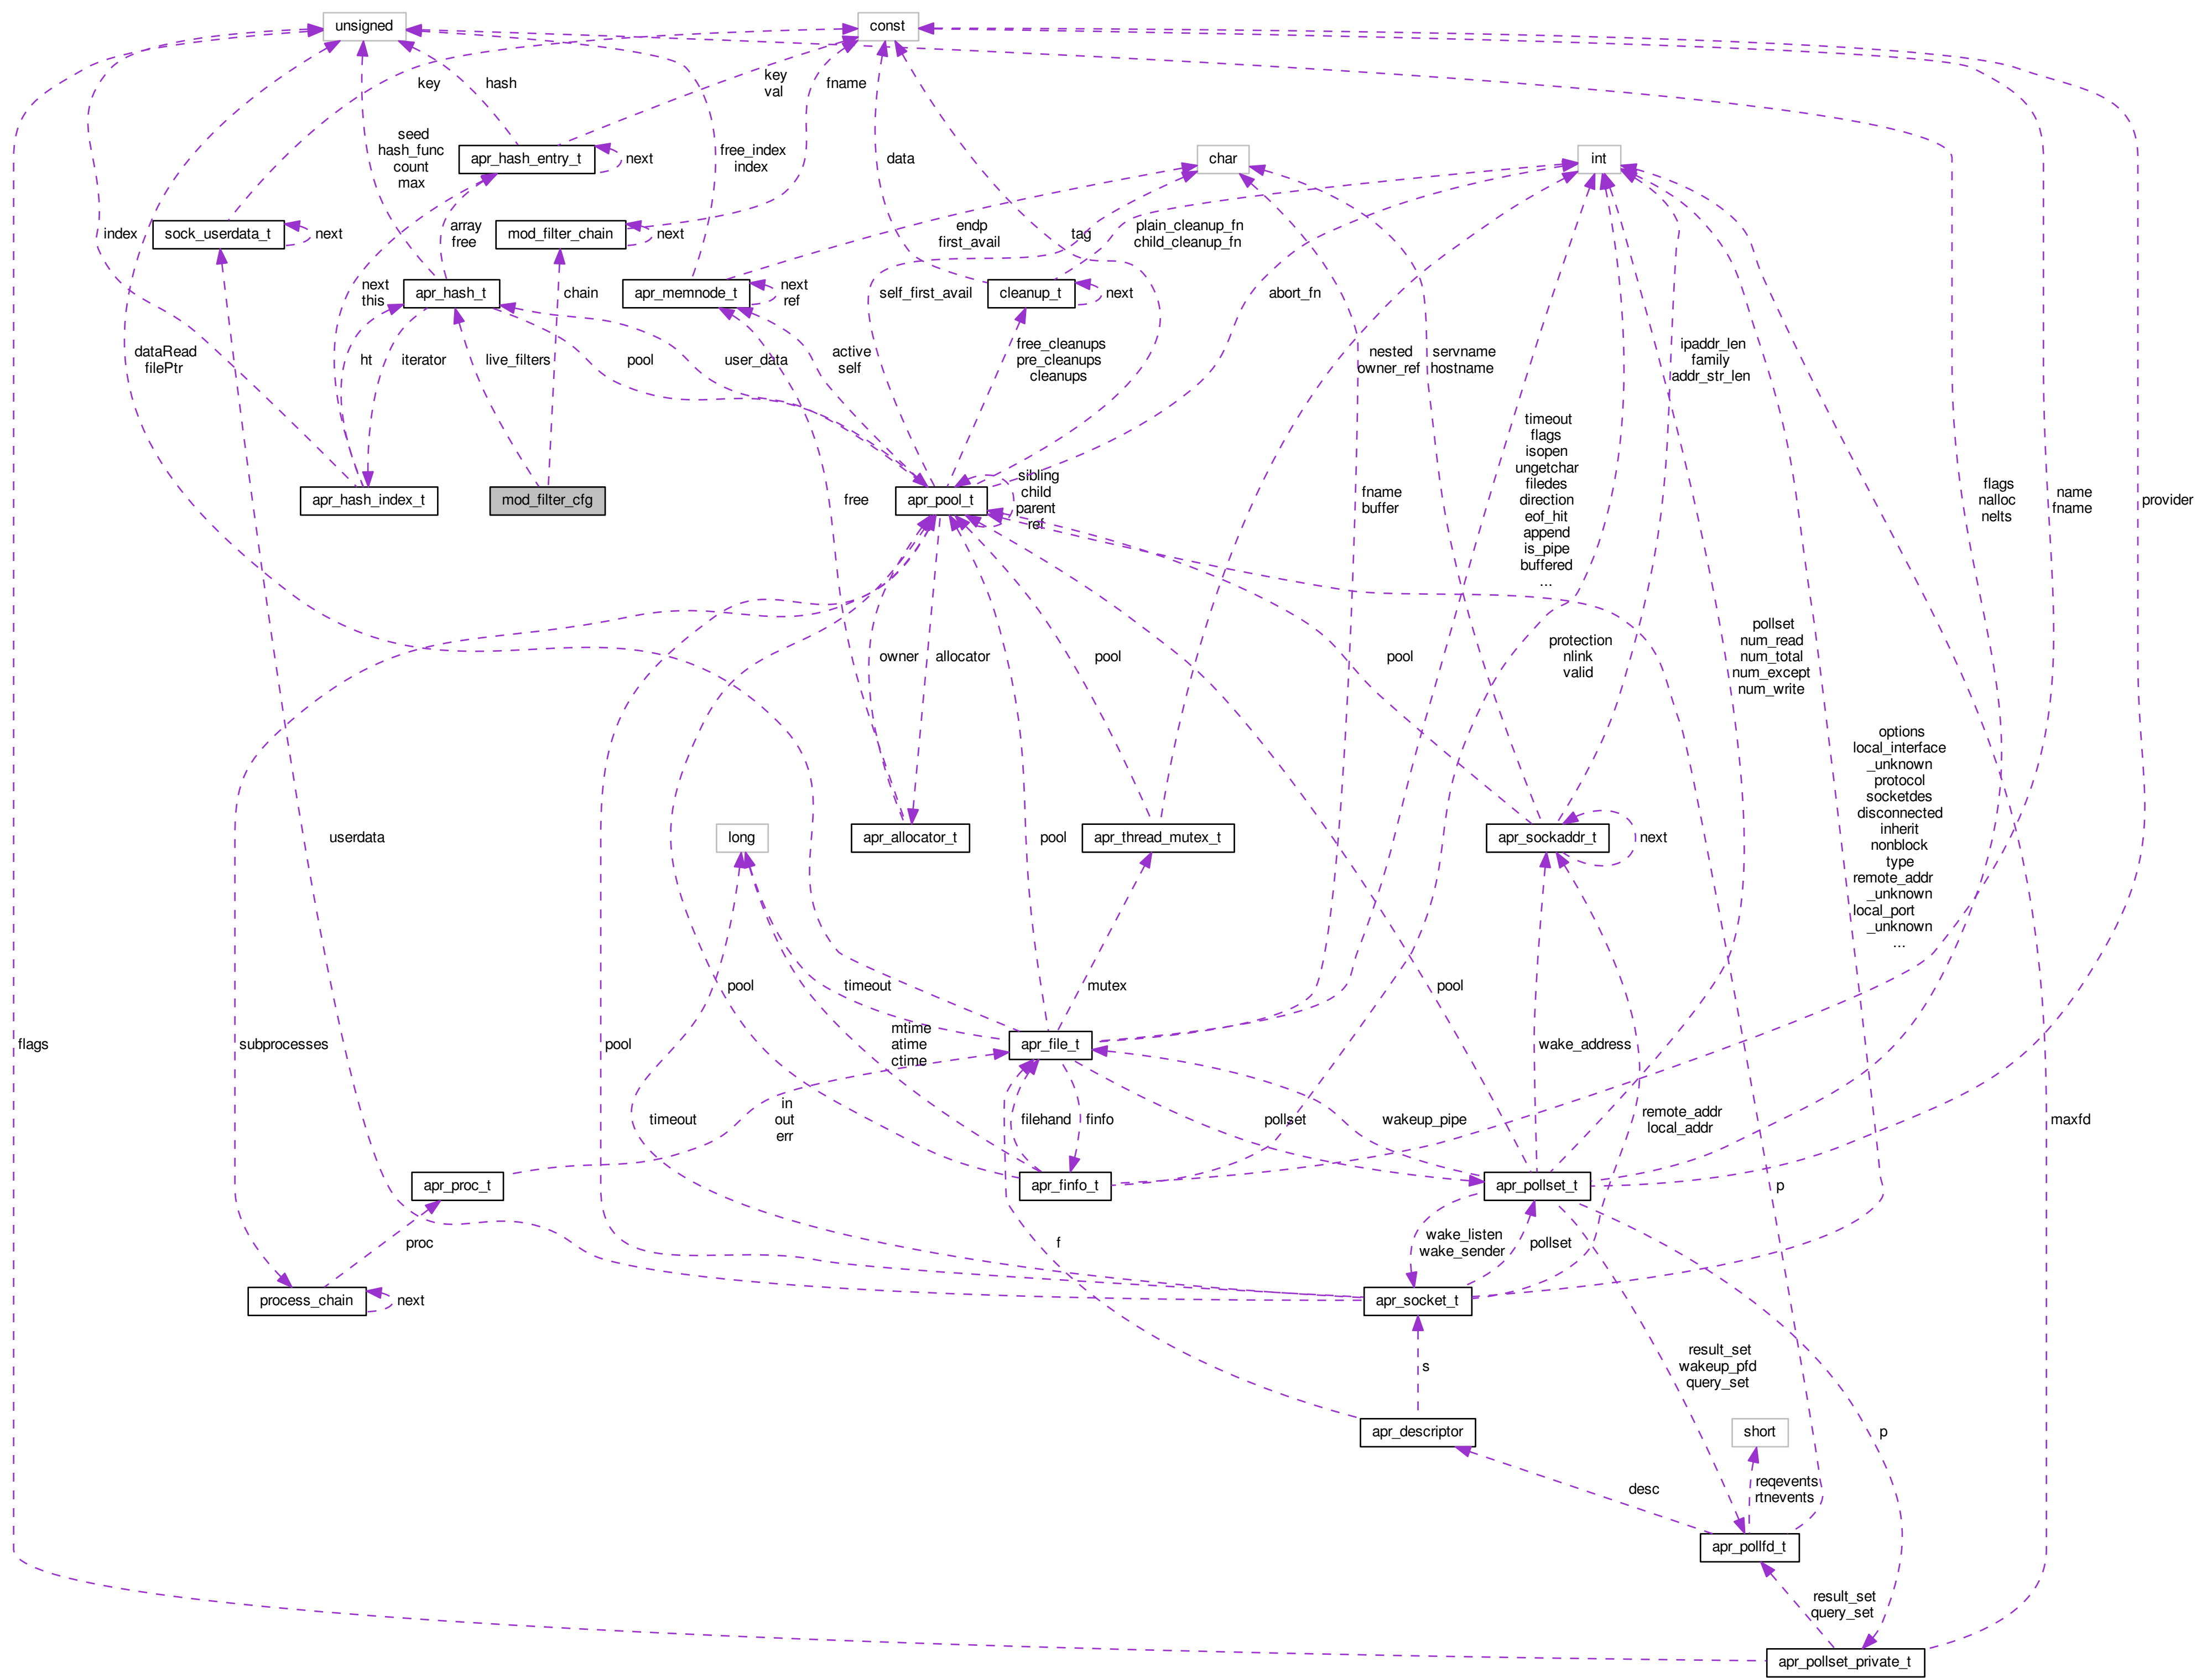 unsigned
const
key
hash
key
val
fname
seed
hash_func
count
max
apr_hash_entry_t
next
free_index
index
data
char
int
index
sock_userdata_t
next
array
free
mod_filter_chain
next
endp
first_avail
tag
plain_cleanup_fn
child_cleanup_fn
next
this
apr_hash_t
chain
apr_memnode_t
next
ref
self_first_avail
cleanup_t
next
abort_fn
dataRead
filePtr
ht
iterator
live_filters
pool
user_data
active
self
free_cleanups
pre_cleanups
cleanups
nested
owner_ref
servname
hostname
ipaddr_len
family
addr_str_len
apr_hash_index_t
mod_filter_cfg
free
apr_pool_t
sibling
child
parent
ref
fname
buffer
timeout
flags
isopen
ungetchar
filedes
direction
eof_hit
append
is_pipe
buffered
...
flags
nalloc
nelts
name
fname
provider
owner
allocator
pool
pool
protection
nlink
valid
pollset
num_read
num_total
num_except
num_write
userdata
long
apr_allocator_t
pool
apr_thread_mutex_t
apr_sockaddr_t
next
options
local_interface
_unknown
protocol
socketdes
disconnected
inherit
nonblock
type
remote_addr
_unknown
local_port
_unknown
...
pool
timeout
mutex
pool
flags
subprocesses
pool
mtime
atime
ctime
apr_file_t
wake_address
timeout
in
out
err
filehand
finfo
pollset
wakeup_pipe
remote_addr
local_addr
maxfd
apr_proc_t
apr_finfo_t
apr_pollset_t
p
proc
f
wake_listen
wake_sender
pollset
process_chain
next
apr_socket_t
s
result_set
wakeup_pfd
query_set
apr_descriptor
short
p
desc
reqevents
rtnevents
apr_pollfd_t
result_set
query_set
apr_pollset_private_t